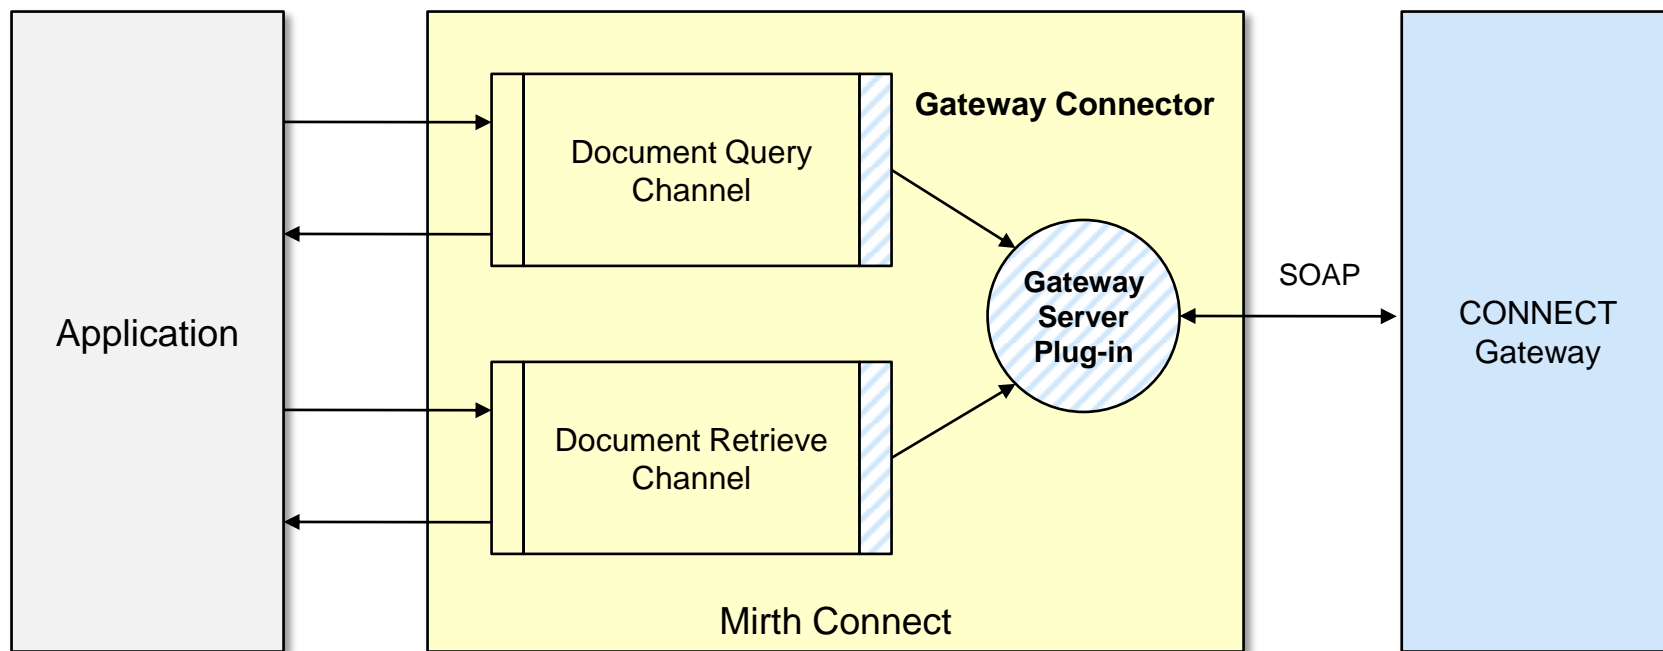 Application
Document Query
Channel
Document Retrieve
Channel
Gateway Connector
Gateway
Server
Plug-in
Mirth Connect
SOAP
CONNECT
Gateway